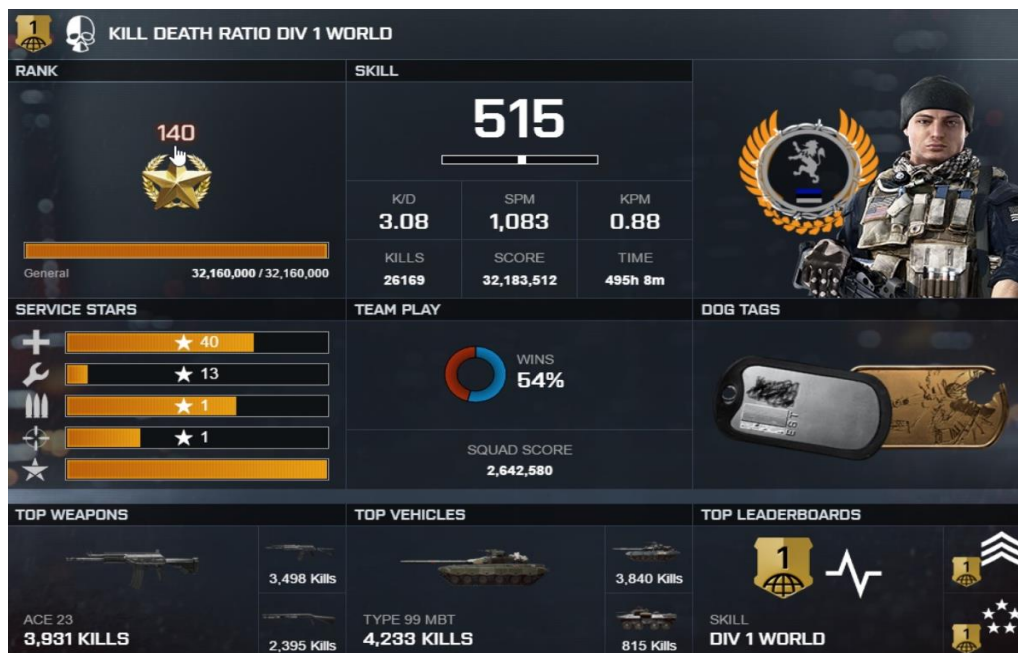 1
KILL DEATH RATIO DIV 1 WORLD
RANK
140
General
32,160,000 / 32,160,000
SKILL
515
K/D
3.08
SPM
1,083
KPM
0.88
KILLS
26169
SCORE
32,183,512
TIME
495h 8m
SERVICE STARS
40
13
1
1
TEAM PLAY
WINS
54%
SQUAD SCORE
2,642,580
DOG TAGS
EST
TOP WEAPONS
ACE 23
3,931 KILLS
3,498 Kills
2,395 Kills
TOP VEHICLES
TYPE 99 MBT
4,233 KILLS
3,840 Kills
815 Kills
TOP LEADERBOARDS
1
SKILL
DIV 1 WORLD
1
1